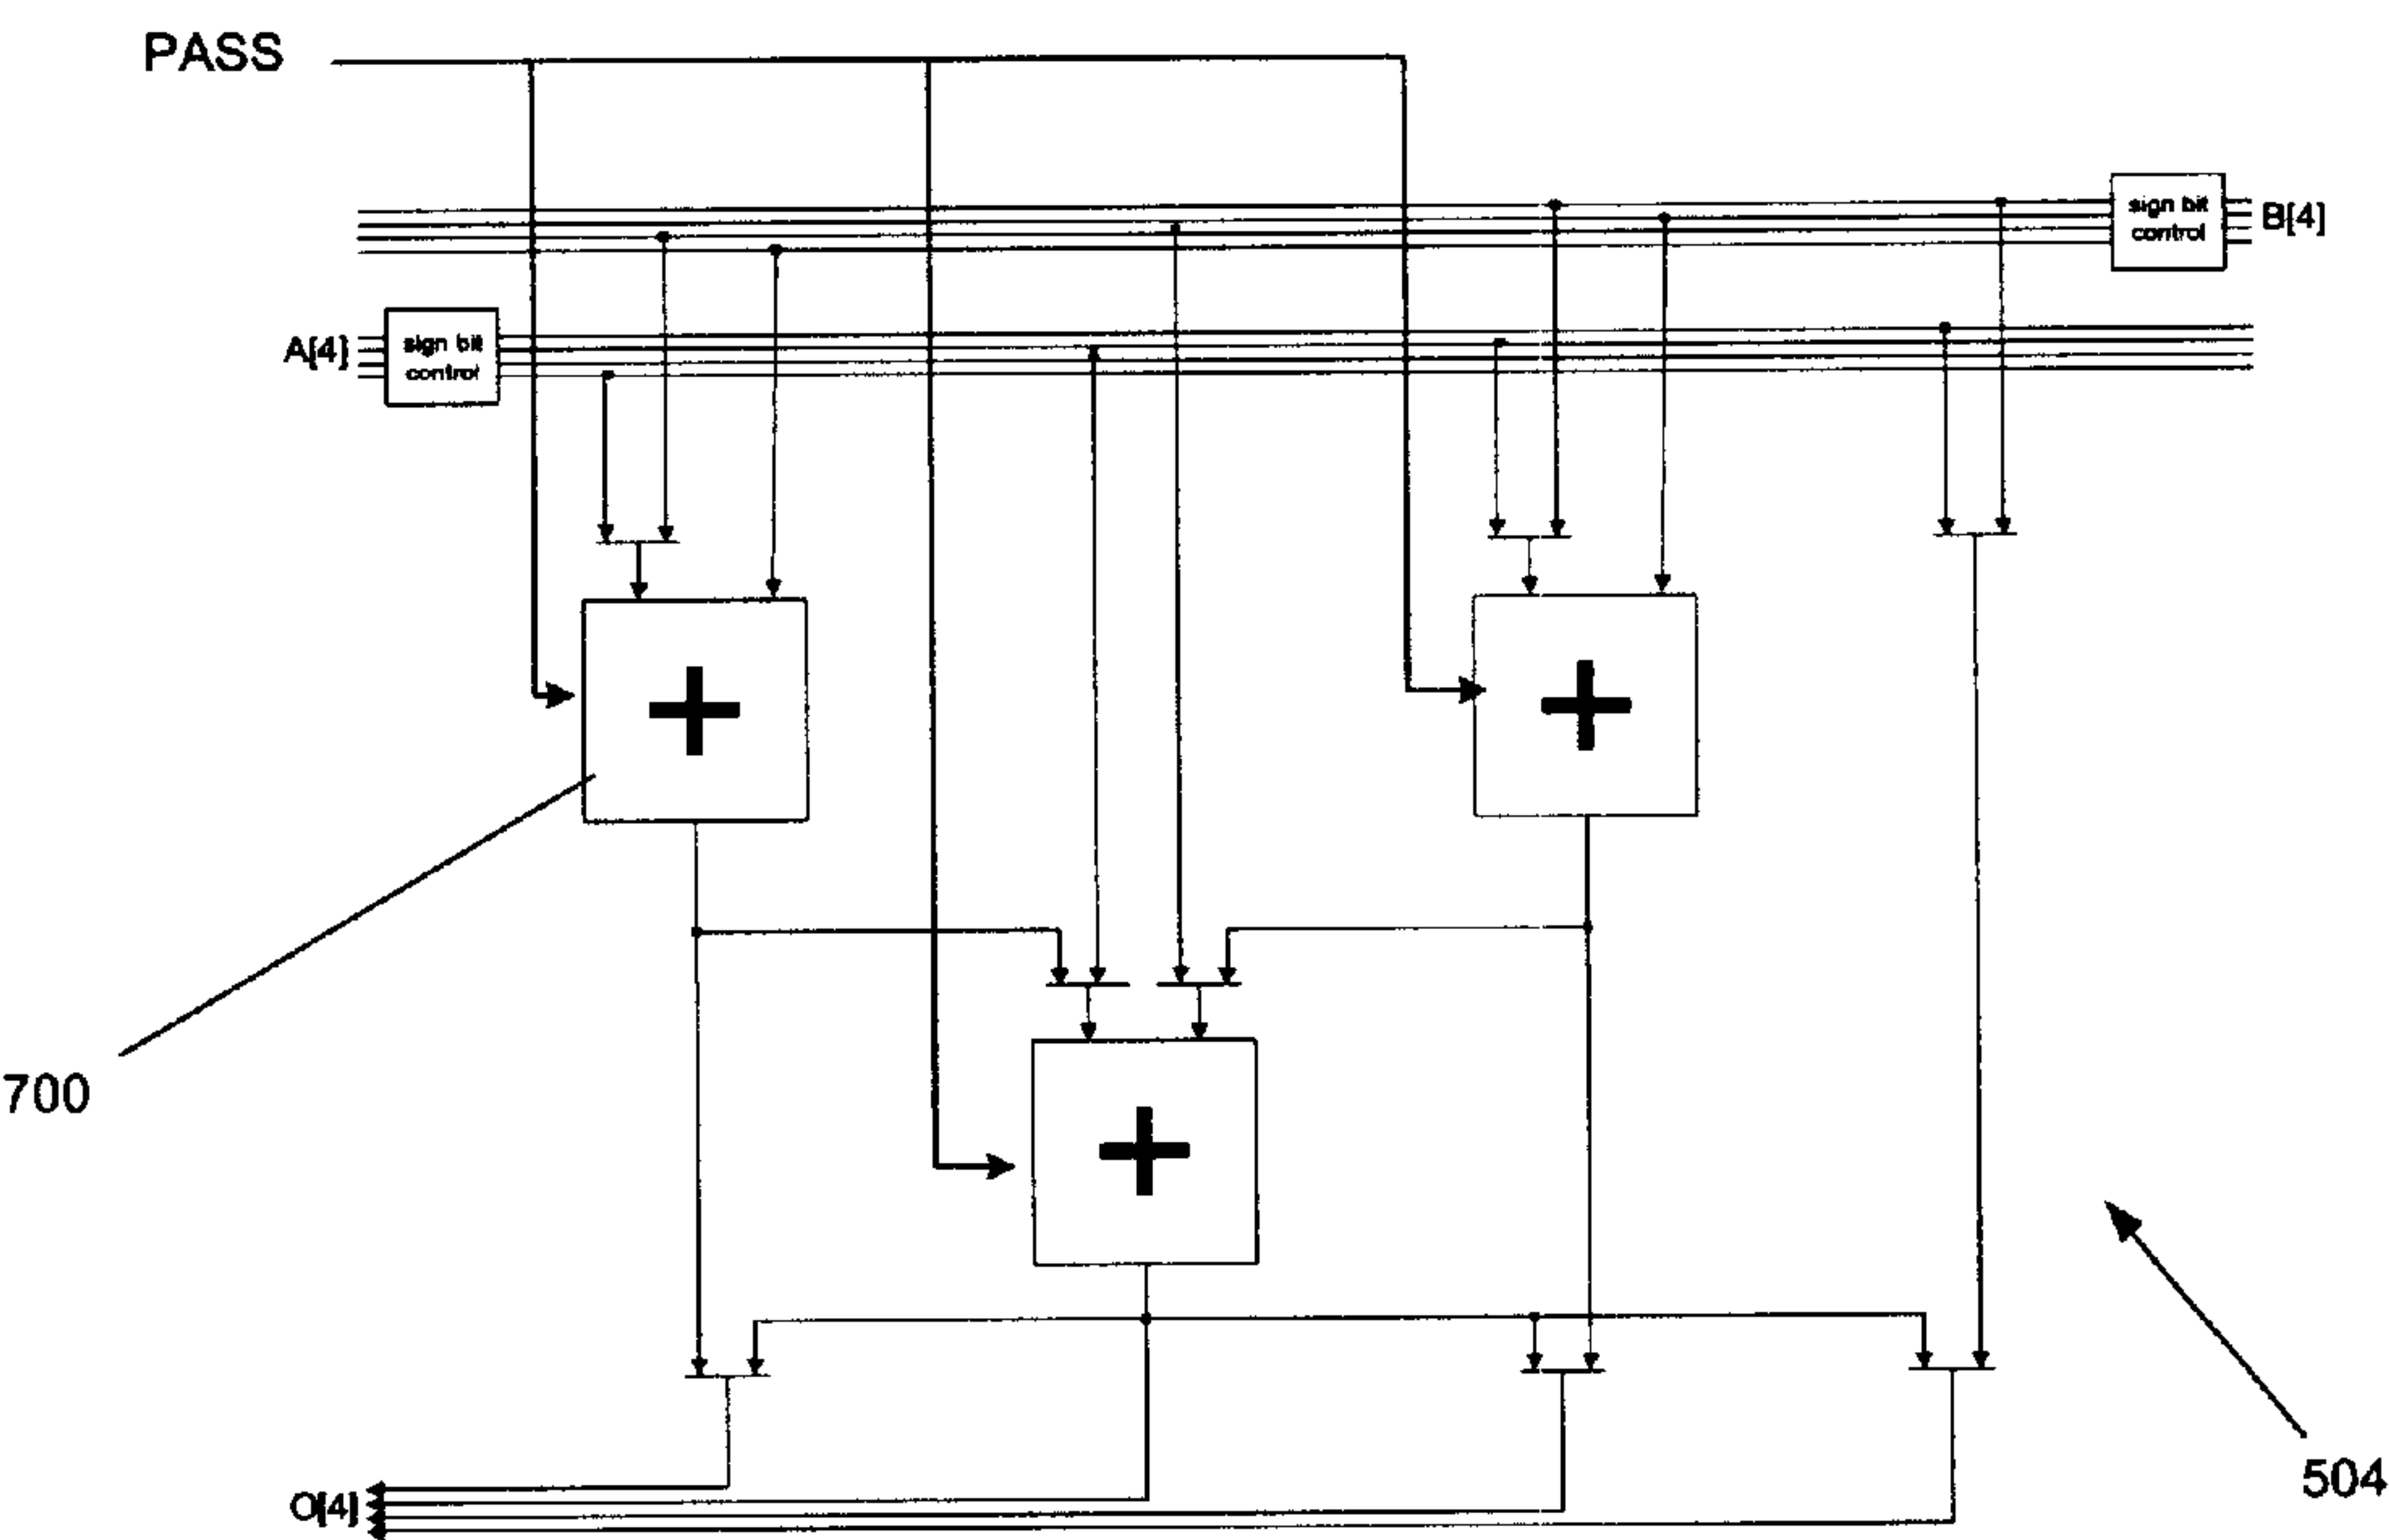 PASS
sign bit
control
B[4]
A[4]
sign bit
control
700
504
O[4]